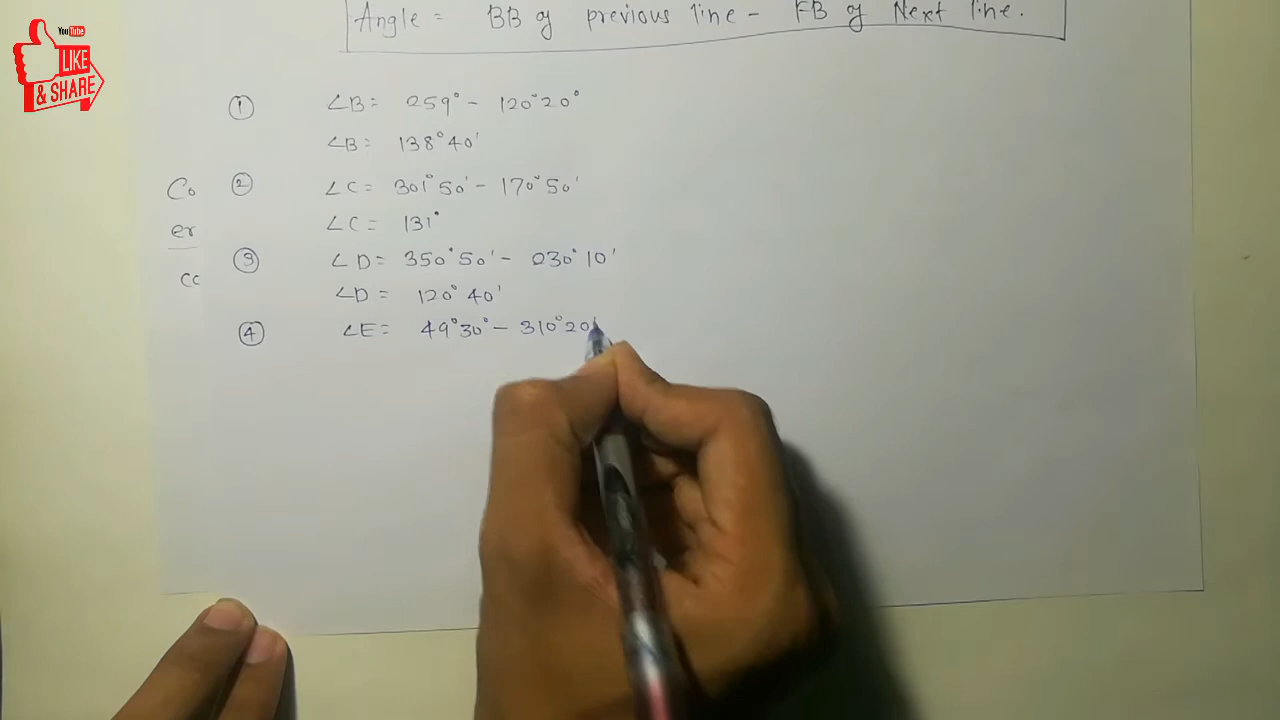 YouTube
LIKE
& SHARE
Angle = BB of previous line - FB of Next line.
① ∠B = 259° - 120°20°
∠B = 138°40'
Co ② ∠C = 301°50' - 170°50'
er ∠C = 131°
③ ∠D = 350°50' - 230°10'
cc
∠D = 120°40'
④ ∠E = 49°30° - 310°20'